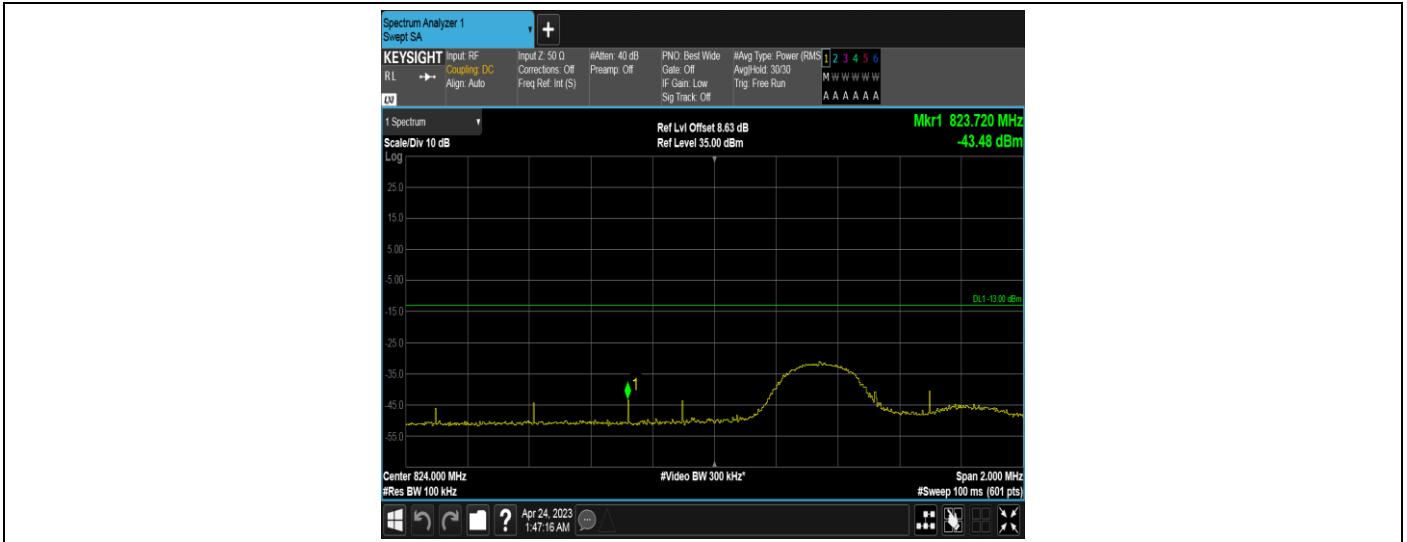 Spectrum Analyzer 1
Swept SA
+
KEYSIGHT
RL
LXI
Input: RF
Coupling: DC
Align: Auto
Input Z: 50 Ω
Corrections: Off
Freq Ref: Int (S)
#Atten: 40 dB
Preamp: Off
PNO: Best Wide
Gate: Off
IF Gain: Low
Sig Track: Off
#Avg Type: Power (RMS
Avg|Hold: 30/30
Trig: Free Run
1 2 3 4 5 6
M W W W W W
A A A A A A
1 Spectrum
Scale/Div 10 dB
Log
Ref Lvl Offset 8.63 dB
Ref Level 35.00 dBm
Mkr1 823.720 MHz
-43.48 dBm
25.0
15.0
5.00
-5.00
DL1 -13.00 dBm
-15.0
-25.0
-35.0
1
-45.0
-55.0
Center 824.000 MHz
#Res BW 100 kHz
#Video BW 300 kHz*
Span 2.000 MHz
#Sweep 100 ms (601 pts)
?
Apr 24, 2023
1:47:16 AM